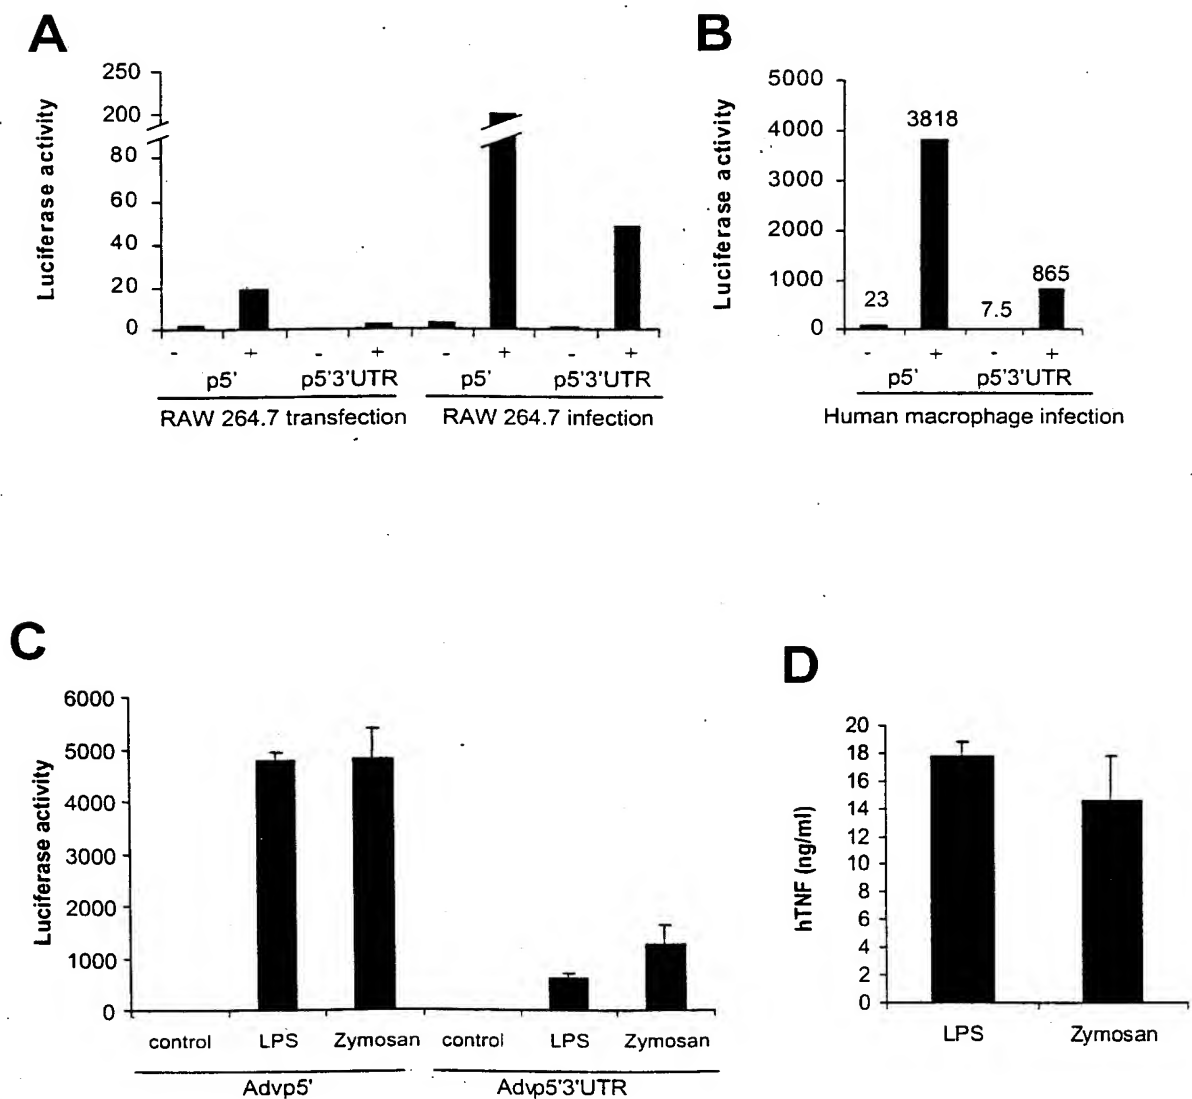 A
Luciferase activity
250
200
80
60
40
20
0
- + - + - + - +
p5' p5'3'UTR p5' p5'3'UTR
RAW 264.7 transfection RAW 264.7 infection
B
Luciferase activity
5000
4000
3000
2000
1000
0
23
3818
7.5
865
- + - +
p5' p5'3'UTR
Human macrophage infection
C
Luciferase activity
6000
5000
4000
3000
2000
1000
0
control LPS Zymosan control LPS Zymosan
Advp5' Advp5'3'UTR
D
hTNF (ng/ml)
20
18
16
14
12
10
8
6
4
2
0
LPS Zymosan